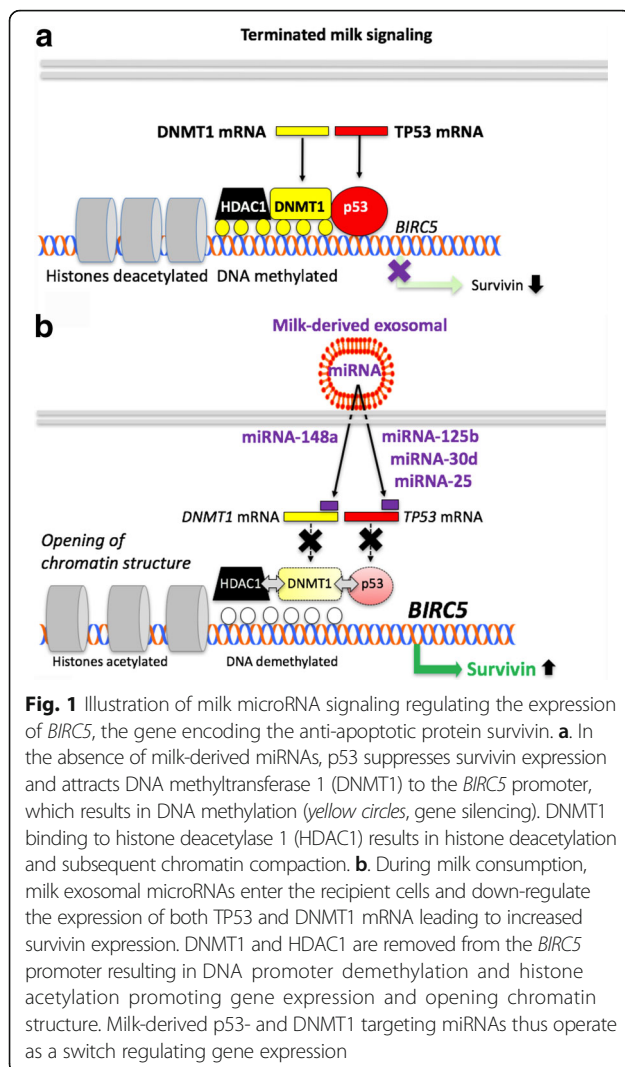 a
Terminated milk signaling
DNMT1 mRNA
TP53 mRNA
HDAC1
DNMT1
p53
BIRC5
Histones deacetylated
DNA methylated
Survivin
b
Milk-derived exosomal
miRNA
miRNA-148a
miRNA-125b
miRNA-30d
miRNA-25
DNMT1 mRNA
TP53 mRNA
Opening of
chromatin structure
HDAC1
DNMT1
p53
BIRC5
Histones acetylated
DNA demethylated
Survivin
Fig. 1 Illustration of milk microRNA signaling regulating the expression
of BIRC5, the gene encoding the anti-apoptotic protein survivin. a. In
the absence of milk-derived miRNAs, p53 suppresses survivin expression
and attracts DNA methyltransferase 1 (DNMT1) to the BIRC5 promoter,
which results in DNA methylation (yellow circles, gene silencing). DNMT1
binding to histone deacetylase 1 (HDAC1) results in histone deacetylation
and subsequent chromatin compaction. b. During milk consumption,
milk exosomal microRNAs enter the recipient cells and down-regulate
the expression of both TP53 and DNMT1 mRNA leading to increased
survivin expression. DNMT1 and HDAC1 are removed from the BIRC5
promoter resulting in DNA promoter demethylation and histone
acetylation promoting gene expression and opening chromatin
structure. Milk-derived p53- and DNMT1 targeting miRNAs thus operate
as a switch regulating gene expression